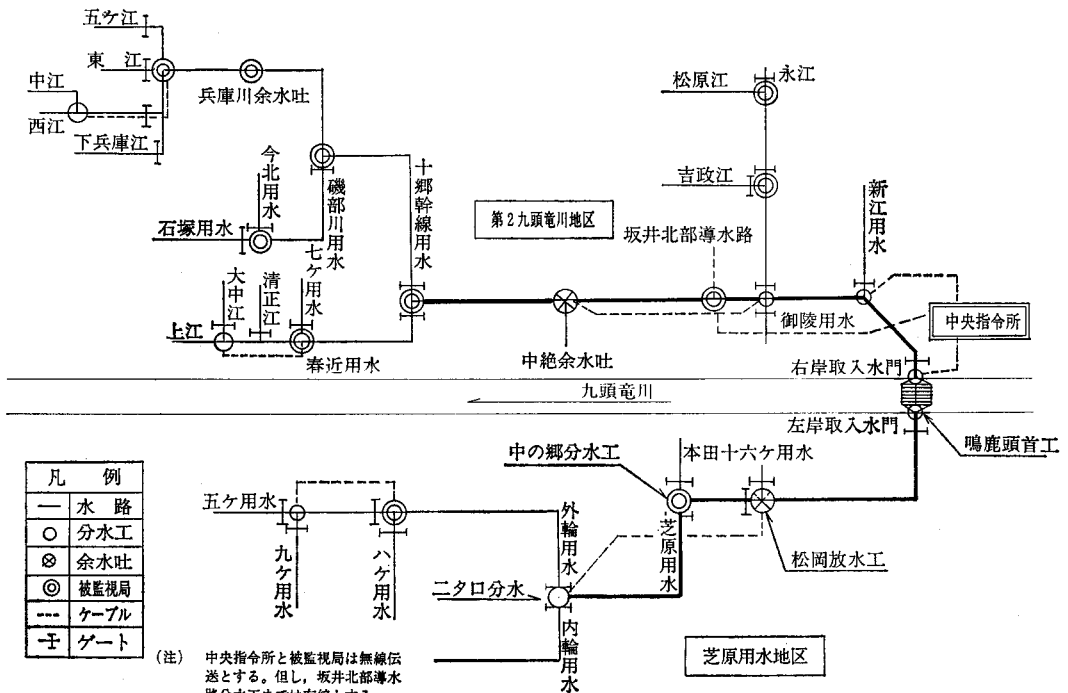 五ケ江
東江
中江
西江
下兵庫江
兵庫川余水吐
今北用水
石塚用水
磯部川用水
十郷幹線用水
七ケ用水
大中江
清正江
上江
春近用水
第2九頭竜川地区
松原江
永江
吉政江
新江用水
坂井北部導水路
御陵用水
中央指令所
中絶余水吐
右岸取入水門
九頭竜川
左岸取入水門
鳴鹿頭首工
中の郷分水工
本田十六ケ用水
芝原用水
松岡放水工
五ケ用水
九ケ用水
八ケ用水
外輪用水
二タロ分水
内輪用水
芝原用水地区
凡例
水路
分水工
余水吐
被監視局
ケーブル
ゲート
(注) 中央指令所と被監視局は無線伝
送とする。但し,坂井北部導水